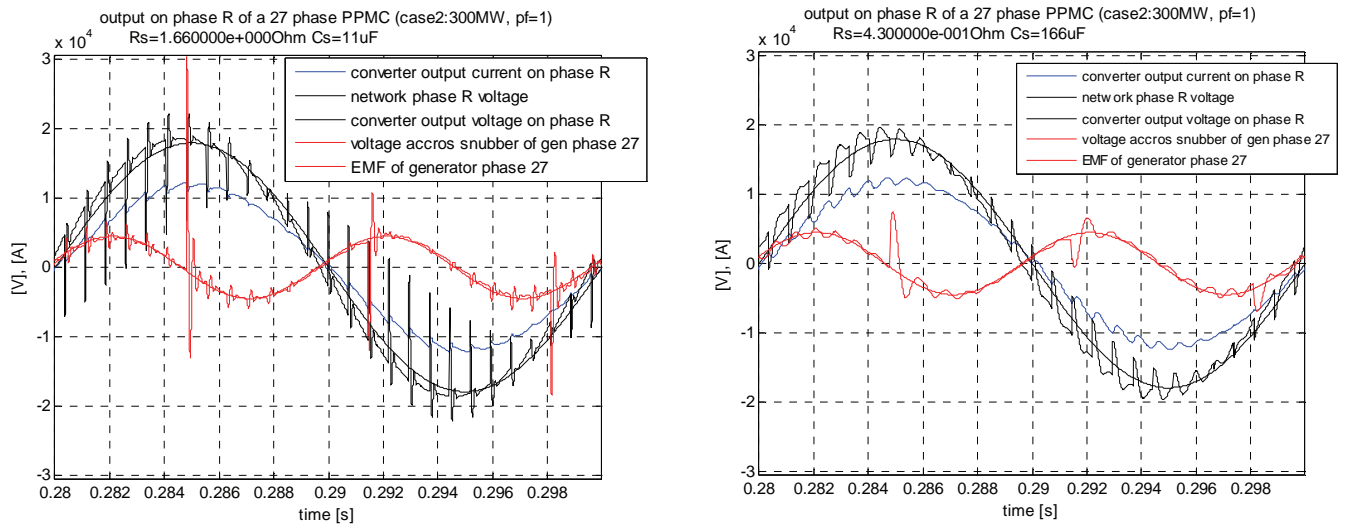 output on phase R of a 27 phase PPMC (case2:300MW, pf=1)
Rs=1.660000e+000Ohm Cs=11uF
x 10^4
converter output current on phase R
network phase R voltage
converter output voltage on phase R
voltage accros snubber of gen phase 27
EMF of generator phase 27
3
2
1
0
-1
-2
-3
[V], [A]
0.28
0.282
0.284
0.286
0.288
0.29
0.292
0.294
0.296
0.298
time [s]
output on phase R of a 27 phase PPMC (case2:300MW, pf=1)
Rs=4.300000e-001Ohm Cs=166uF
x 10^4
converter output current on phase R
network phase R voltage
converter output voltage on phase R
voltage accros snubber of gen phase 27
EMF of generator phase 27
3
2
1
0
-1
-2
-3
[V], [A]
0.28
0.282
0.284
0.286
0.288
0.29
0.292
0.294
0.296
0.298
time [s]